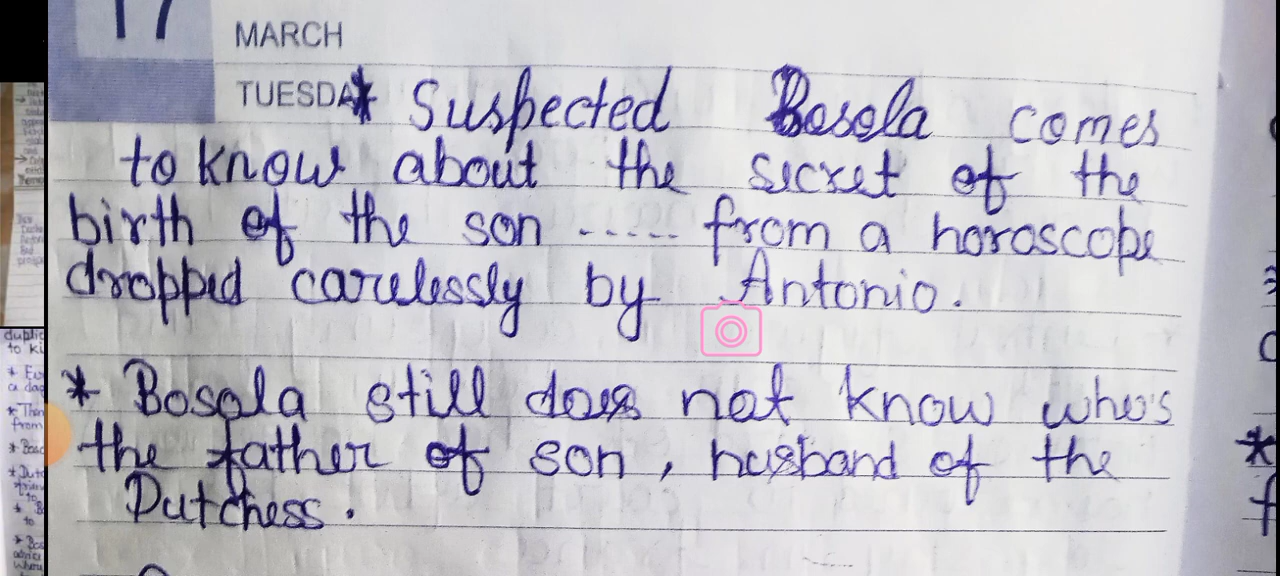 17
MARCH
TUESDAY* Suspected Bosola comes
to know about the secret of the
birth of the son ..... from a horoscope
dropped carelessly by Antonio.
* Bosola still does not know who's
the father of son, husband of the
Dutchess.